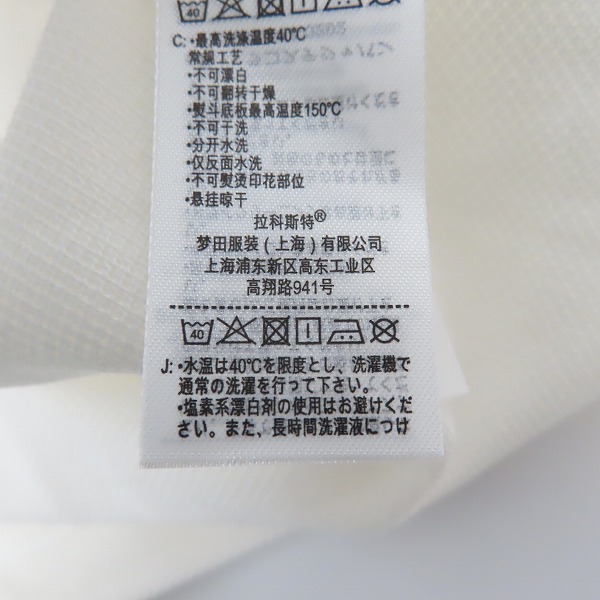 40
C: •最高洗涤温度40℃
常规工艺
•不可漂白
•不可翻转干燥
•熨斗底板最高温度150℃
•不可干洗
•分开水洗
•仅反面水洗
•不可熨烫印花部位
•悬挂晾干
拉科斯特®
梦田服装(上海)有限公司
上海浦东新区高东工业区
高翔路941号
40
J: •水温は40℃を限度とし、洗濯機で
通常の洗濯を行って下さい。
•塩素系漂白剤の使用はお避けくだ
さい。また、長時間洗濯液につけ